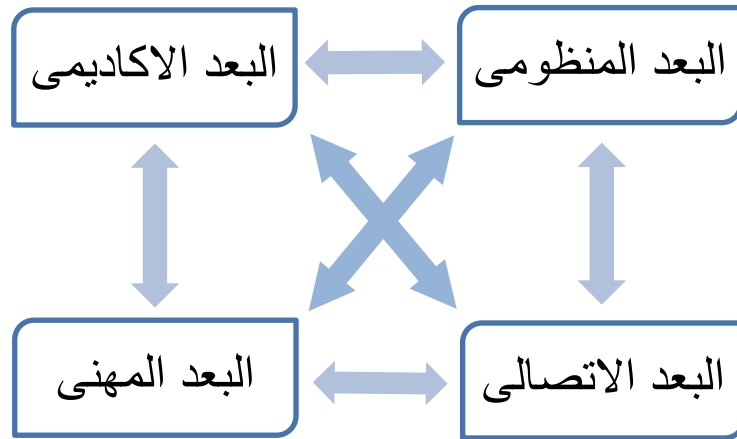 البعد المنظومى
البعد الاكاديمى
البعد الاتصالى
البعد المهنى